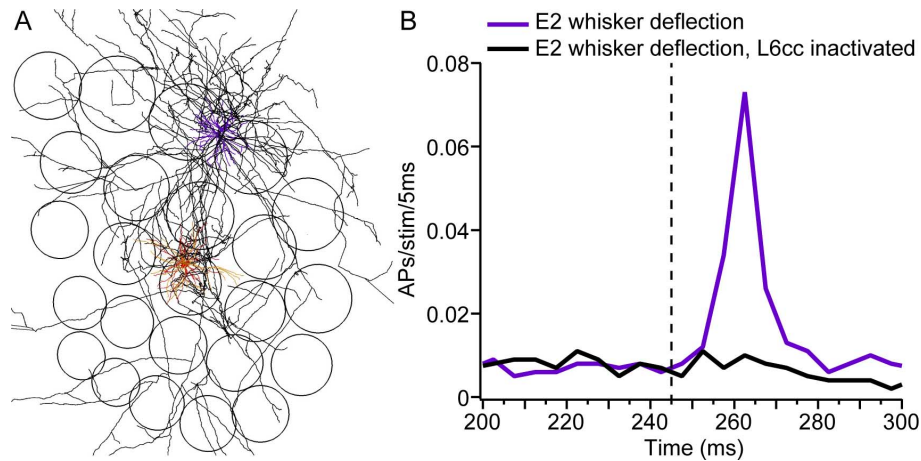 A
B
E2 whisker deflection
E2 whisker deflection, L6cc inactivated
0.08
0.06
0.04
0.02
0
APs/stim/5ms
200 220 240 260 280 300
Time (ms)